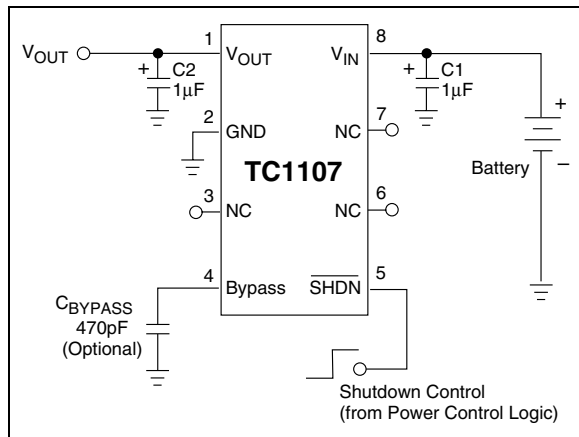 1
8
VOUT
VOUT
VIN
+
C2
1µF
+
C1
1µF
2
GND
7
NC
+
TC1107
Battery
−
3
NC
6
NC
4
Bypass
5
SHDN
CBYPASS
470pF
(Optional)
Shutdown Control
(from Power Control Logic)